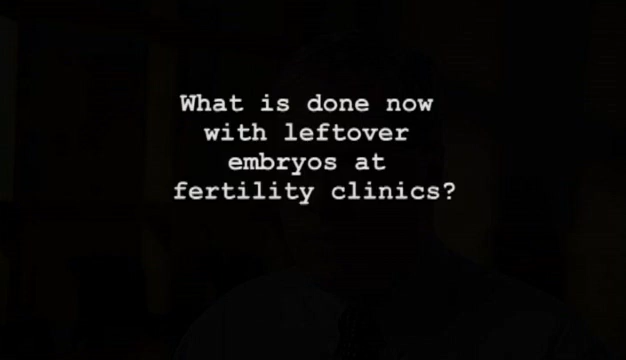 What is done now
with leftover
embryos at
fertility clinics?